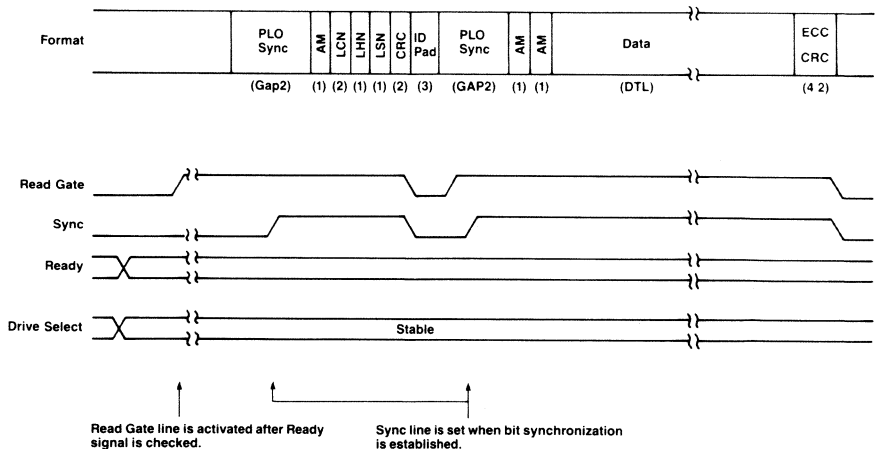 Format
PLO Sync
AM
LCN
LHN
LSN
CRC
ID Pad
PLO Sync
AM
AM
Data
ECC CRC
(Gap2) (1) (2) (1) (1) (2) (3) (GAP2) (1) (1) (DTL) (4 2)
Read Gate
Sync
Ready
Drive Select
Stable
Read Gate line is activated after Ready
signal is checked.
Sync line is set when bit synchronization
is established.